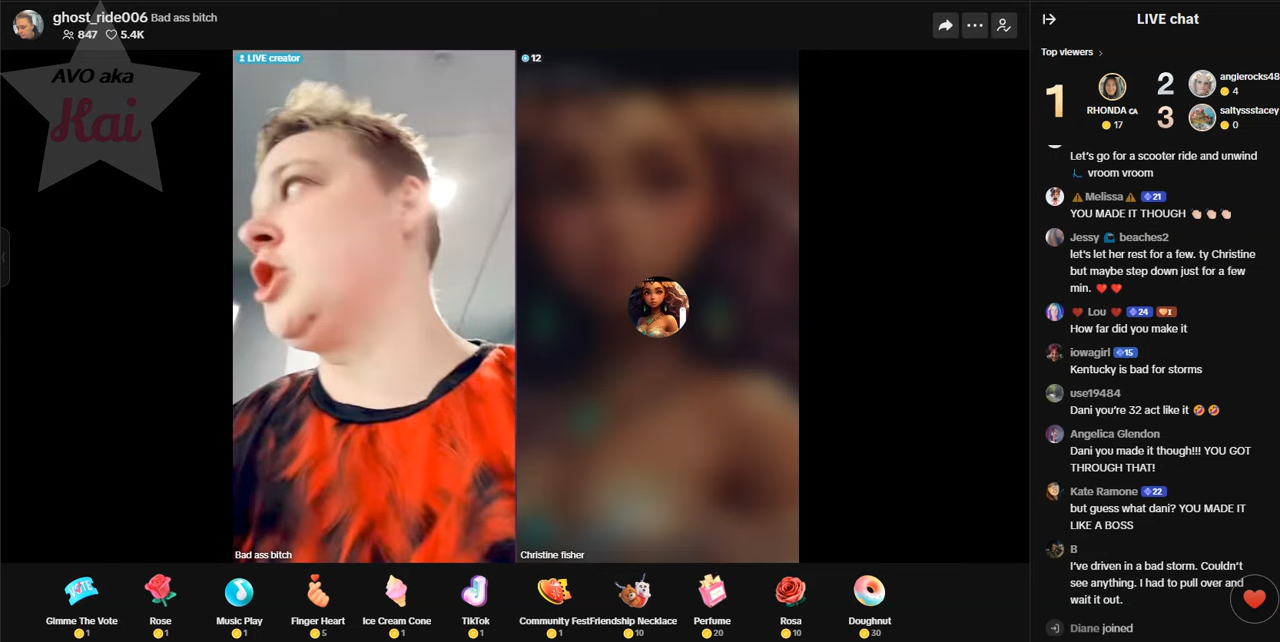 ghost_ride006 Bad ass bitch
847 5.4K
AVO aka
Kai
LIVE creator
12
Bad ass bitch
Christine fisher
Gimme The Vote
1
Rose
1
Music Play
1
Finger Heart
5
Ice Cream Cone
1
TikTok
1
Community Fest
1
Friendship Necklace
10
Perfume
20
Rosa
10
Doughnut
30
LIVE chat
Top viewers >
1
RHONDA CA
17
2
anglerocks48
4
3
saltyssstacey
0
Let's go for a scooter ride and unwind
🛴 vroom vroom
⚠️Melissa⚠️ 21
YOU MADE IT THOUGH 👏🏻 👏🏻 👏🏻
Jessy 🌊 beaches2
let's let her rest for a few. ty Christine
but maybe step down just for a few
min. ❤️ ❤️
♥️ Lou ♥️ 24 I
How far did you make it
iowagirl 15
Kentucky is bad for storms
use19484
Dani you're 32 act like it 🤣 🤣
Angelica Glendon
Dani you made it though!!! YOU GOT
THROUGH THAT!
Kate Ramone 22
but guess what dani? YOU MADE IT
LIKE A BOSS
B
I've driven in a bad storm. Couldn't
see anything. I had to pull over and
wait it out.
Diane joined